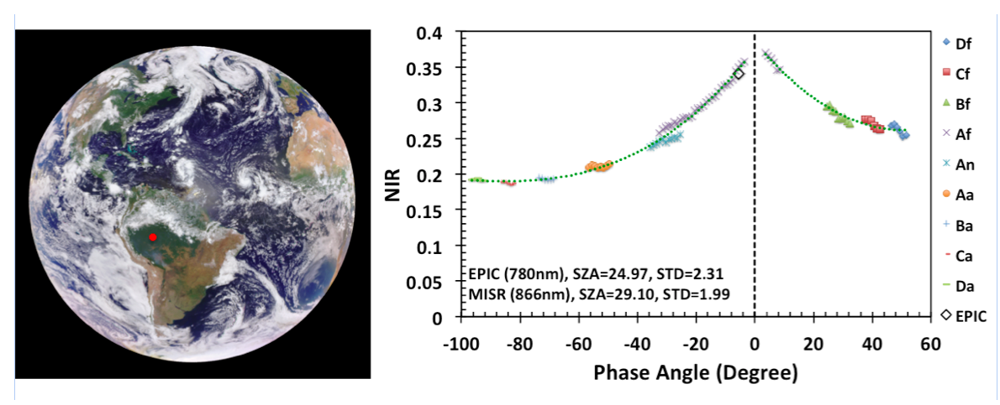 0.4
0.35
0.3
0.25
0.2
0.15
0.1
0.05
0
NIR
EPIC (780nm), SZA=24.97, STD=2.31
MISR (866nm), SZA=29.10, STD=1.99
-100 -80 -60 -40 -20 0 20 40 60
Phase Angle (Degree)
Df
Cf
Bf
Af
An
Aa
Ba
Ca
Da
EPIC